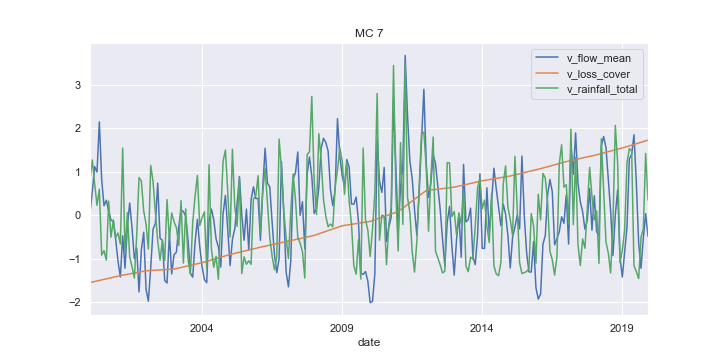 MC 7
v_flow_mean
v_loss_cover
v_rainfall_total
3
2
1
0
−1
−2
2004 2009 2014 2019
date